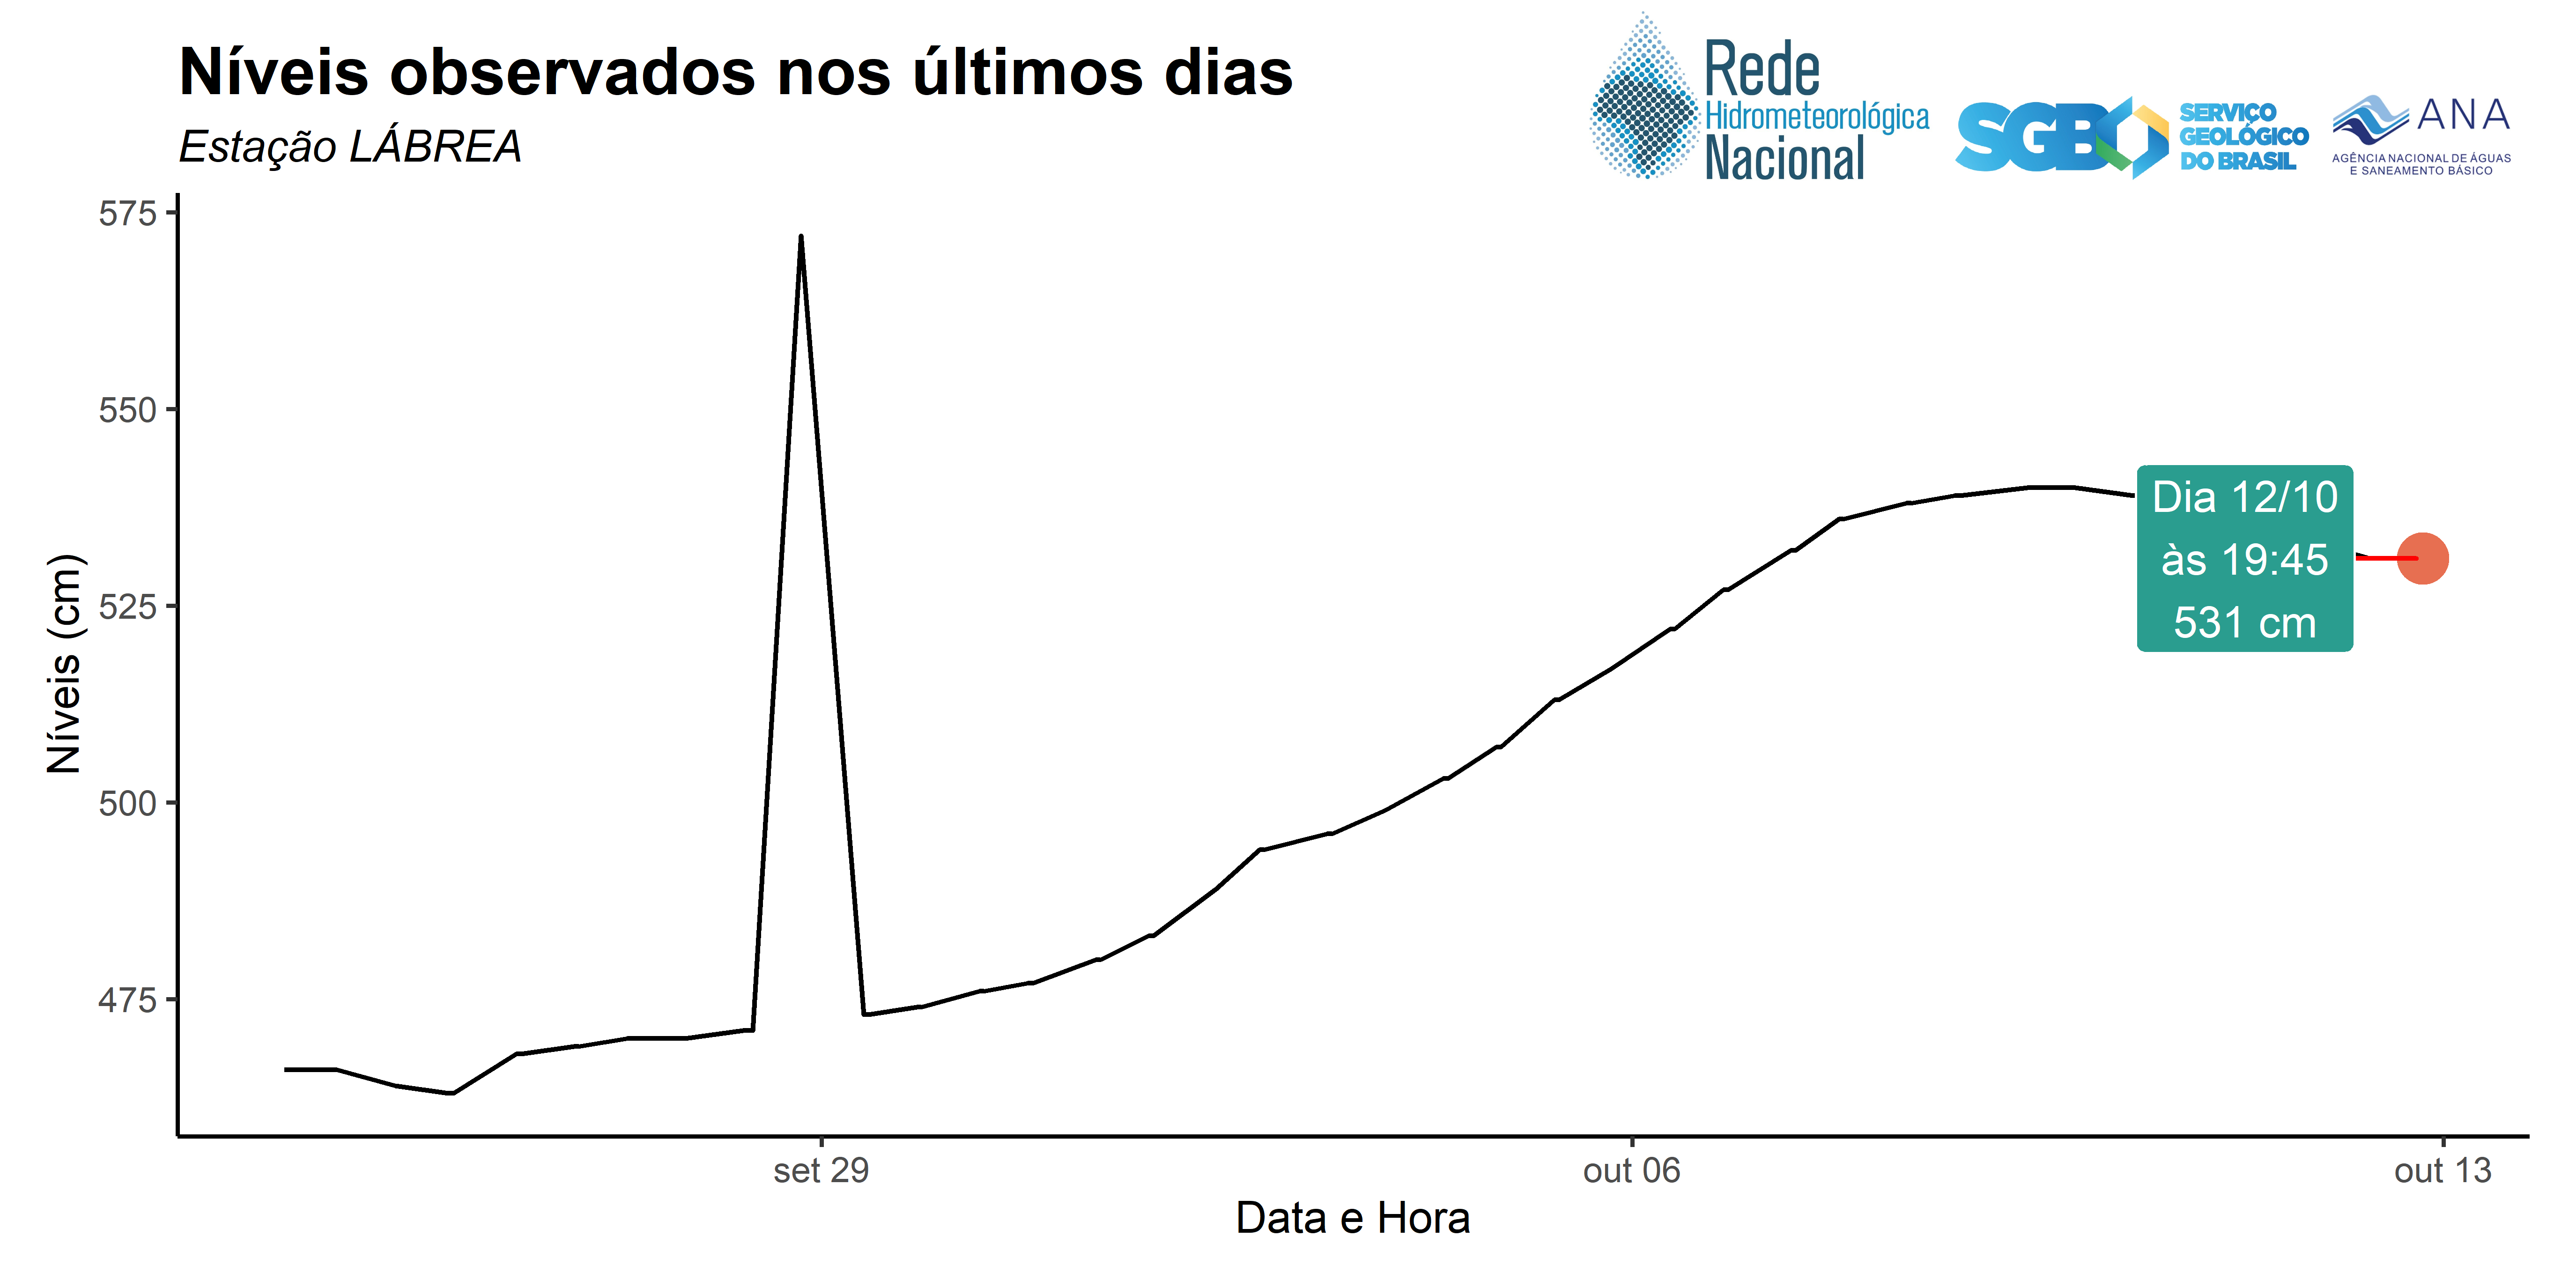 Níveis observados nos últimos dias
Estação LÁBREA
Rede
Hidrometeorológica
Nacional
SGB
SERVIÇO
GEOLÓGICO
DO BRASIL
ANA
AGÊNCIA NACIONAL DE ÁGUAS
E SANEAMENTO BÁSICO
Níveis (cm)
575
550
525
500
475
Dia 12/10
às 19:45
531 cm
set 29
out 06
out 13
Data e Hora